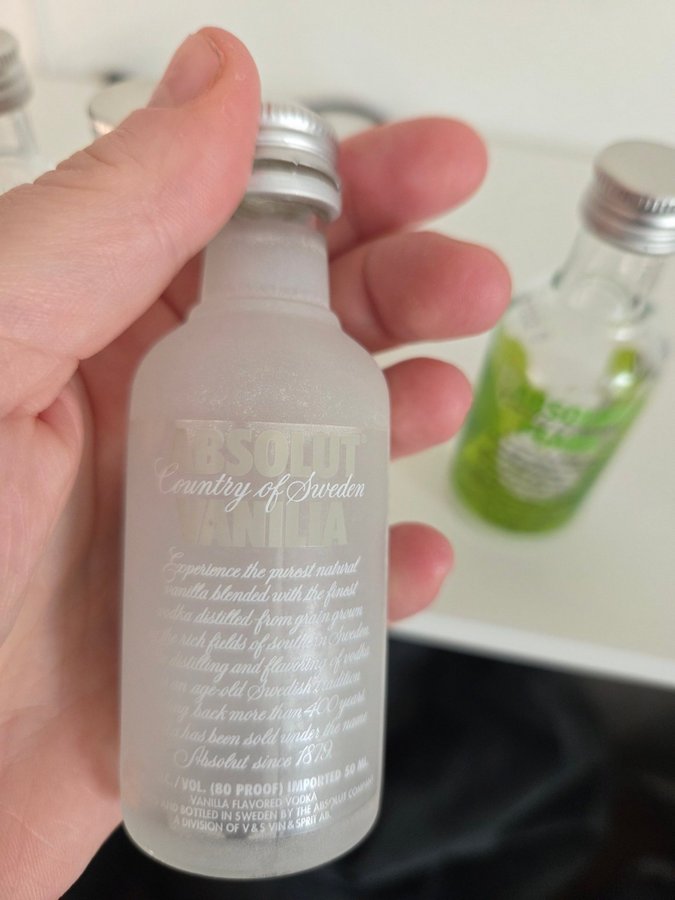 ABSOLUT
Country of Sweden
VANILIA
Experience the purest natural
vanilla blended with the finest
vodka distilled from grain grown
the rich fields of southern Sweden
distilling and flavoring of vodka
an age-old Swedish tradition
back more than 400 years.
has been sold under the name
Absolut since 1879.
/VOL. (80 PROOF) IMPORTED 50 ML.
VANILLA FLAVORED VODKA
AND BOTTLED IN SWEDEN BY THE ABSOLUT COMPANY
A DIVISION OF V&S VIN & SPRIT AB.
ABSOLUT